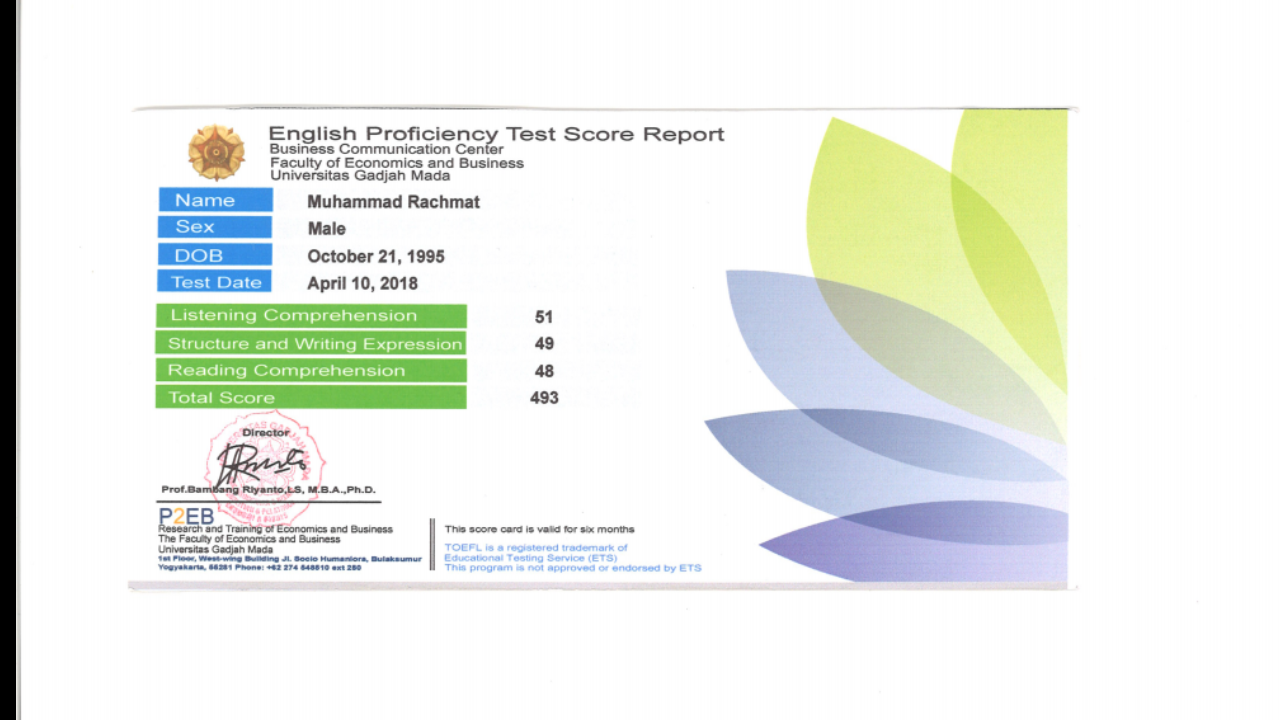 English Proficiency Test Score Report
Business Communication Center
Faculty of Economics and Business
Universitas Gadjah Mada
Name Muhammad Rachmat
Sex Male
DOB October 21, 1995
Test Date April 10, 2018
Listening Comprehension 51
Structure and Writing Expression 49
Reading Comprehension 48
Total Score 493
Director
Prof.Bambang Riyanto,LS, M.B.A.,Ph.D.
P2EB
Research and Training of Economics and Business
The Faculty of Economics and Business
Universitas Gadjah Mada
1st Floor, West-wing Building Jl. Socio Humaniora, Bulaksumur
Yogyakarta, 55281 Phone: +62 274 548510 ext 250
This score card is valid for six months
TOEFL is a registered trademark of
Educational Testing Service (ETS)
This program is not approved or endorsed by ETS